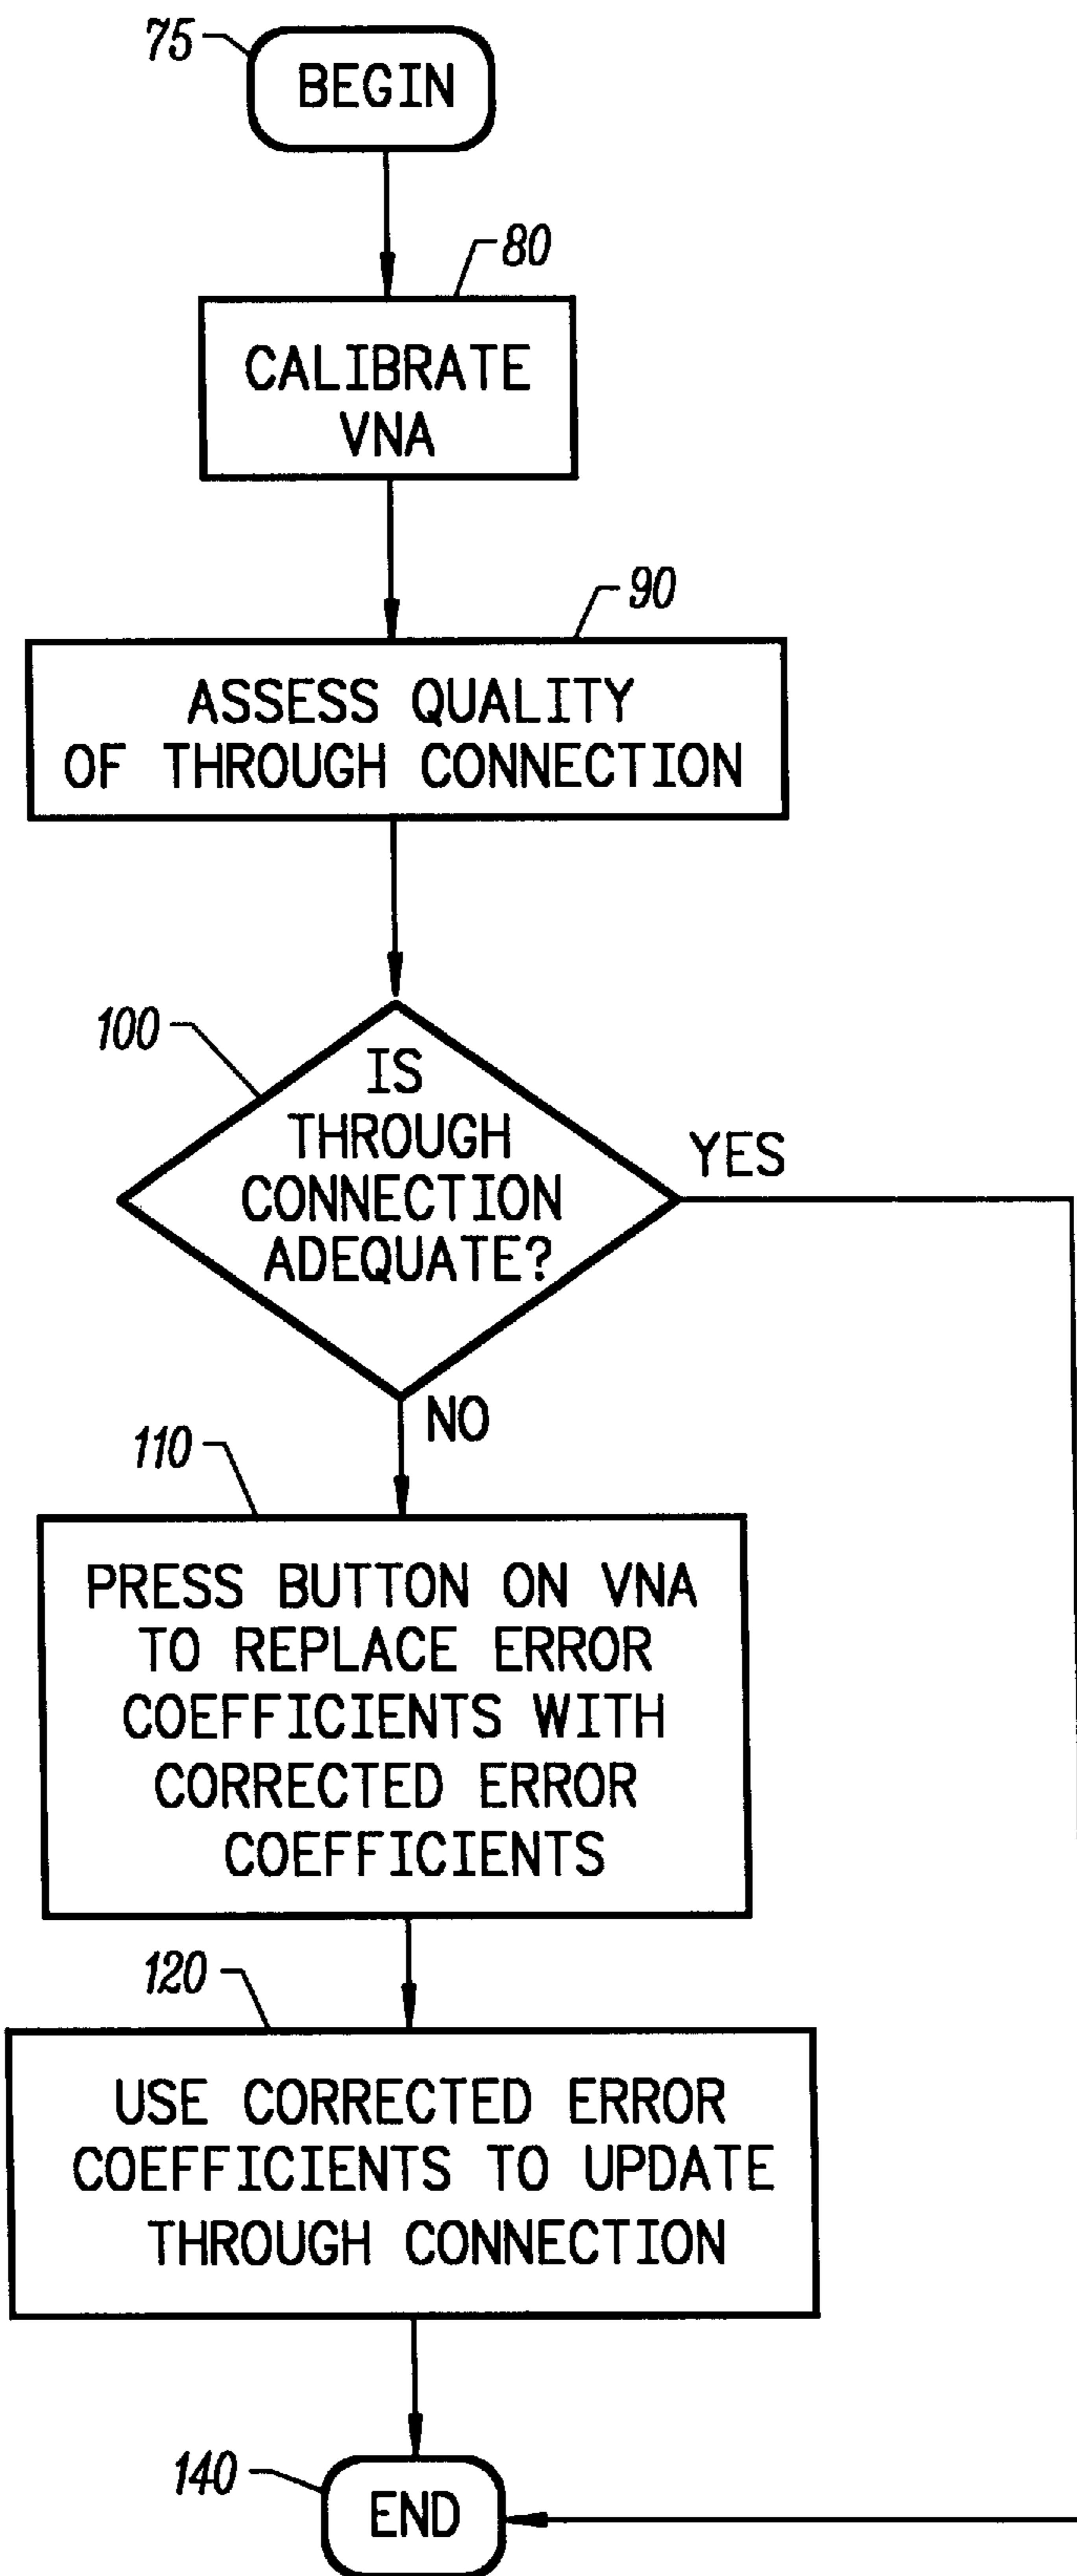 75
BEGIN
80
CALIBRATE
VNA
90
ASSESS QUALITY
OF THROUGH CONNECTION
100
IS
THROUGH
CONNECTION
ADEQUATE?
YES
NO
110
PRESS BUTTON ON VNA
TO REPLACE ERROR
COEFFICIENTS WITH
CORRECTED ERROR
COEFFICIENTS
120
USE CORRECTED ERROR
COEFFICIENTS TO UPDATE
THROUGH CONNECTION
140
END